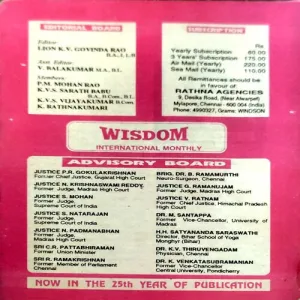 EDITORIAL BOARD
Editor:
LION K.V. GOVINDA RAO
B.A., I.I.B
Asst. Editor:
V. BALAKUMAR M.A., B.L.
Members:
P.M. MOHAN RAO
K.V.S. SARATH BABU
B.A., B.Com., B.L.
K.V.S. VIJAYAKUMAR B.Com.
K. RATHNAKUMARI
SUBSCRIPTION
Rs
Yearly Subscription 60.00
3 Years' Subscription 175.00
Air Mail (Yearly) 220.00
Sea Mail (Yearly) 110.00
All Remittances should be
in favour of
RATHNA AGENCIES
9, Desika Road, (Near Alwarpet)
Mylapore, Chennai - 600 004 (India)
Phone: 4990327, Grams: WINDSON
WISDOM
INTERNATIONAL MONTHLY
ADVISORY BOARD
JUSTICE P.R. GOKULAKRISHNAN
Former Chief Justice, Gujarat High Court
JUSTICE N. KRISHNASWAMI REDDY
Former Judge, Madras High Court
JUSTICE S. MOHAN
Former Judge,
Supreme Court of India
JUSTICE S. NATARAJAN
Former Judge,
Supreme Court of India
JUSTICE N. PADMANABHAN
Former Judge,
Madras High Court
SRI C.R. PATTABHIRAMAN
Former Union Minister
SRI R. RAMAKRISHNAN
Former Member of Parliament
Chennai
BRIG. DR. B. RAMAMURTHI
Neuro-Surgeon, Chennai
JUSTICE G. RAMANUJAM
Former Judge, Madras High Court
JUSTICE V. RATNAM
Former Chief Justice, Himachal Pradesh
High Court
DR. M. SANTAPPA
Former Vice-Chancellor, University of
Madras
H.H. SATYANANDA SARASWATHI
Director, Bihar School of Yoga
Monghyr (Bihar)
DR. K.V. THIRUVENGADAM
Physician, Chennai
DR. K. VENKATASUBRAMANIAN
Former Vice-Chancellor
Central University, Pondicherry
NOW IN THE 25th YEAR OF PUBLICATION